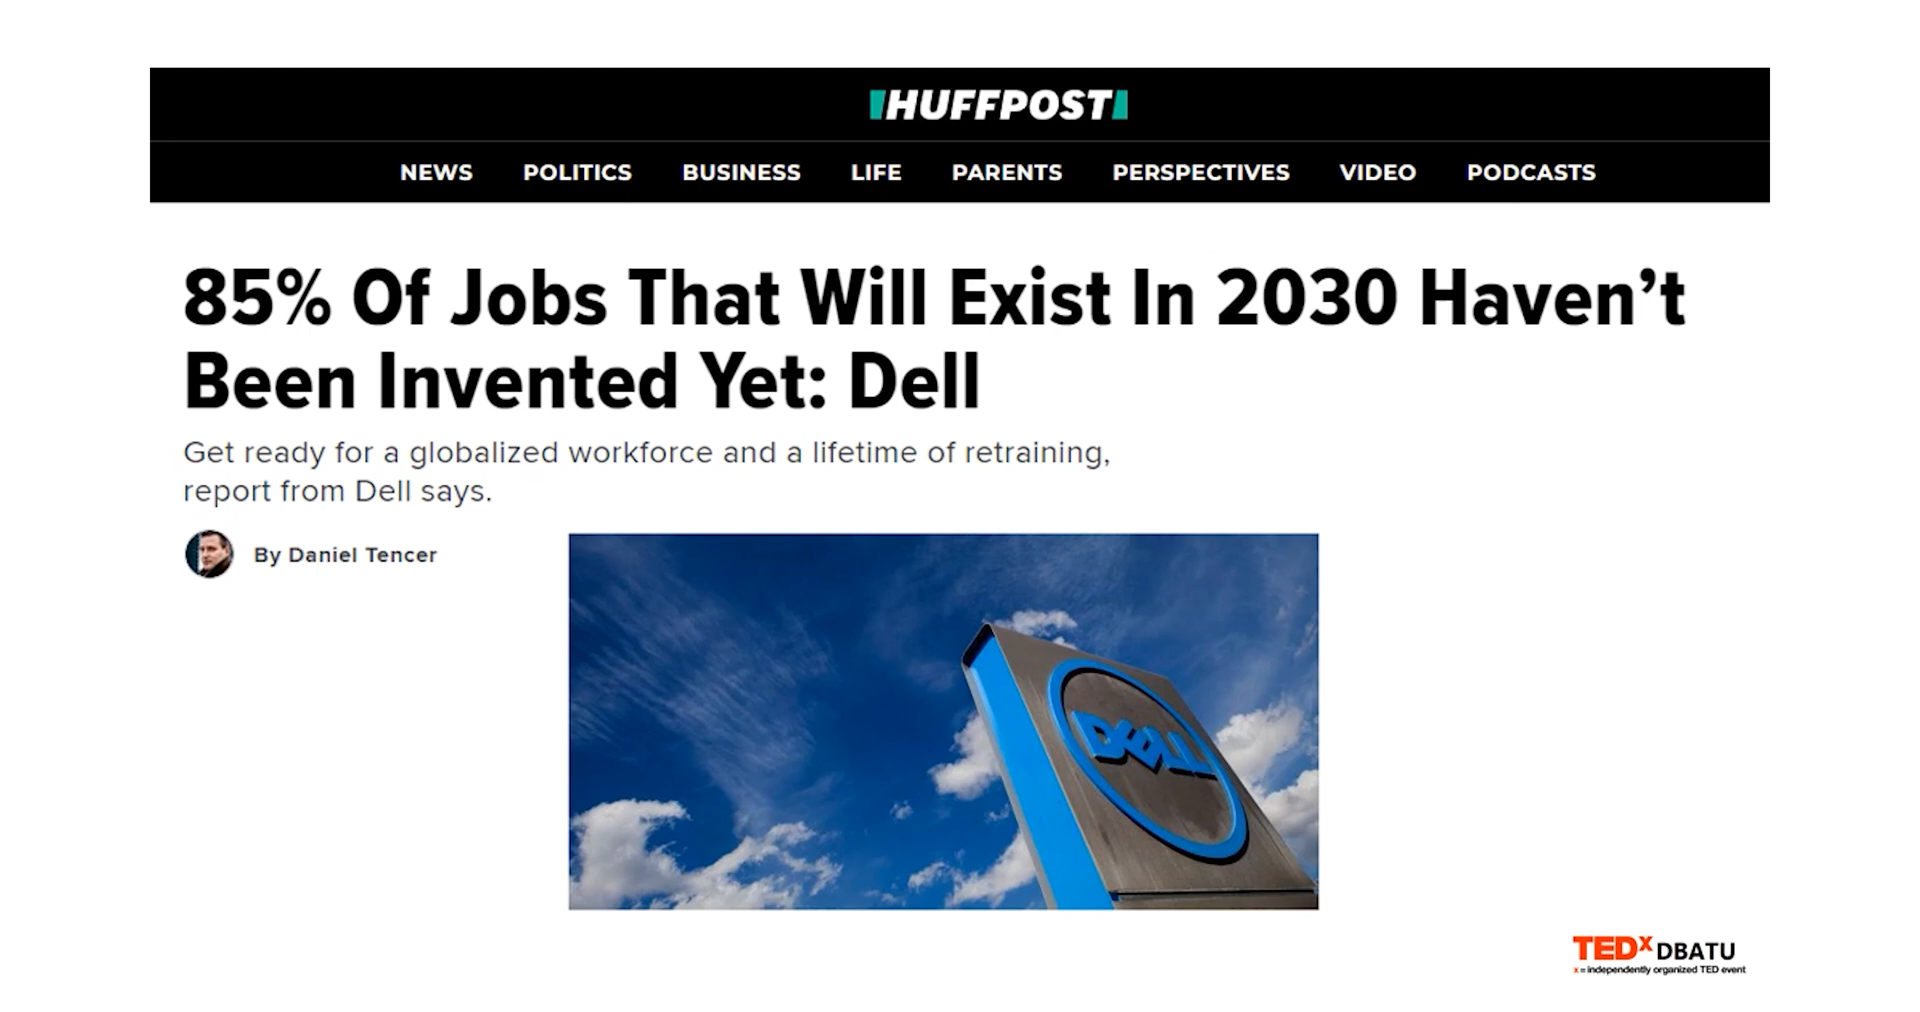 HUFFPOST
NEWS POLITICS BUSINESS LIFE PARENTS PERSPECTIVES VIDEO PODCASTS
85% Of Jobs That Will Exist In 2030 Haven’t
Been Invented Yet: Dell
Get ready for a globalized workforce and a lifetime of retraining,
report from Dell says.
By Daniel Tencer
DELL
TEDx DBATU
x = independently organized TED event